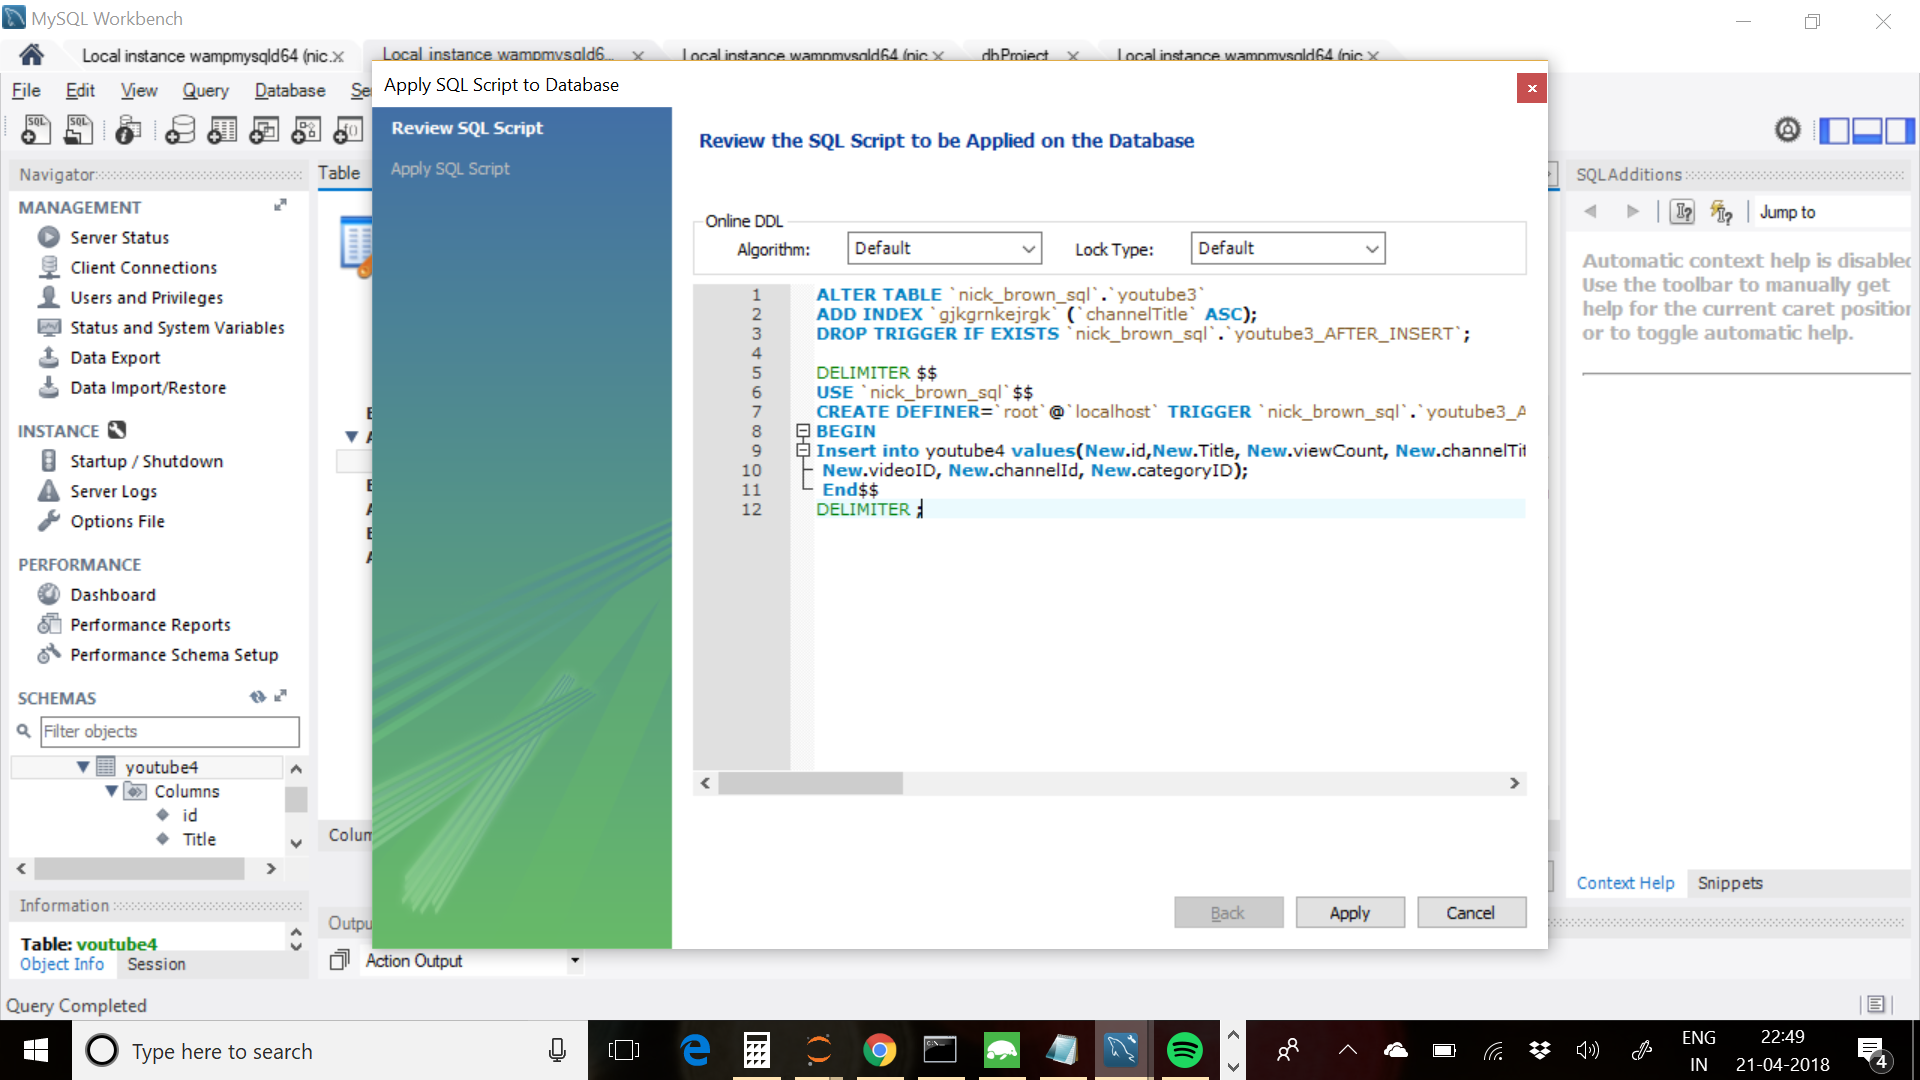 MySQL Workbench
Local instance wampmysqld64 (nic.
Local instance wampmysqld6...
Local instance wampmysqld64 (nic
dbProject
Local instance wampmysqld64 (nic
File Edit View Query Database Se
Apply SQL Script to Database
Review SQL Script
Apply SQL Script
Review the SQL Script to be Applied on the Database
Online DDL
Algorithm: Default Lock Type: Default
1 ALTER TABLE `nick_brown_sql`.`youtube3`
2 ADD INDEX `gjkgrnkejrgk` (`channelTitle` ASC);
3 DROP TRIGGER IF EXISTS `nick_brown_sql`.`youtube3_AFTER_INSERT`;
4
5 DELIMITER $$
6 USE `nick_brown_sql`$$
7 CREATE DEFINER=`root`@`localhost` TRIGGER `nick_brown_sql`.`youtube3_A
8 BEGIN
9 Insert into youtube4 values(New.id,New.Title, New.viewCount, New.channelTit
10 New.videoID, New.channelId, New.categoryID);
11 End$$
12 DELIMITER ;
Back Apply Cancel
Navigator
MANAGEMENT
Server Status
Client Connections
Users and Privileges
Status and System Variables
Data Export
Data Import/Restore
INSTANCE
Startup / Shutdown
Server Logs
Options File
PERFORMANCE
Dashboard
Performance Reports
Performance Schema Setup
SCHEMAS
Filter objects
youtube4
Columns
id
Title
Information
Table: youtube4
Object Info Session
Query Completed
Table
Colum
Outpu
Action Output
SQLAdditions
Jump to
Automatic context help is disabled
Use the toolbar to manually get
help for the current caret position
or to toggle automatic help.
Context Help Snippets
Type here to search
ENG
IN
22:49
21-04-2018
4